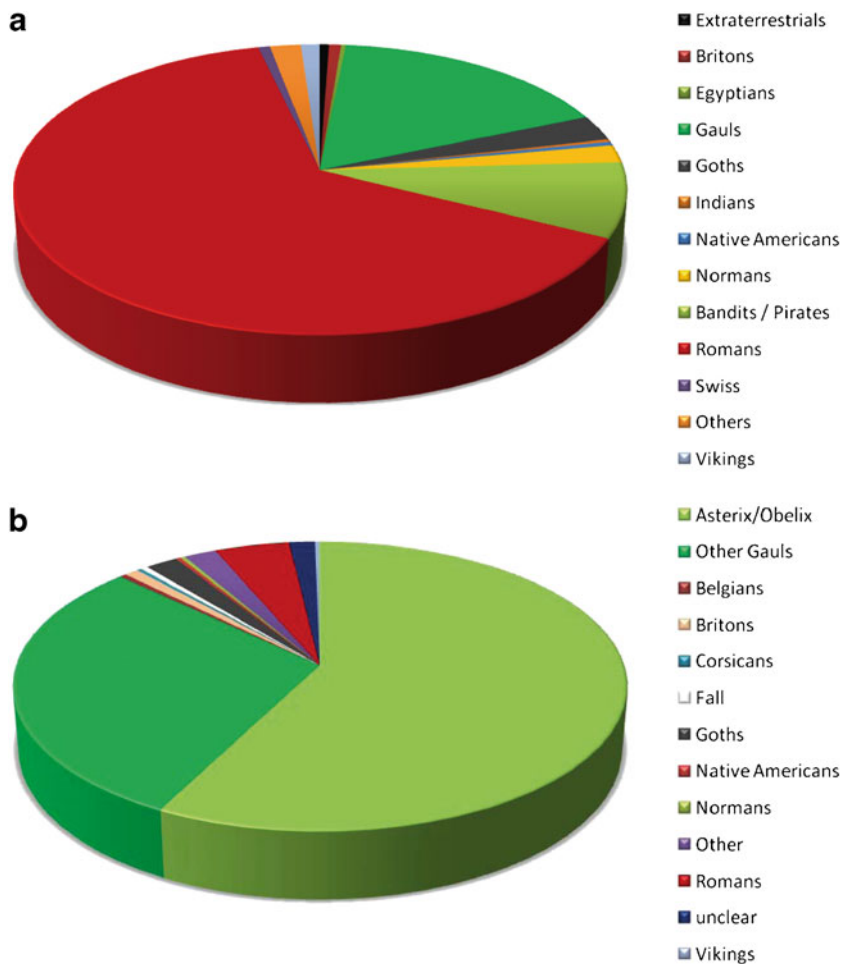 a
Extraterrestrials
Britons
Egyptians
Gauls
Goths
Indians
Native Americans
Normans
Bandits / Pirates
Romans
Swiss
Others
Vikings
b
Asterix/Obelix
Other Gauls
Belgians
Britons
Corsicans
Fall
Goths
Native Americans
Normans
Other
Romans
unclear
Vikings